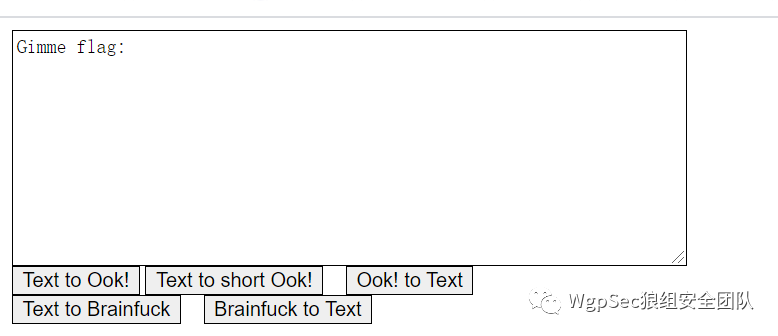 Gimme flag:
Text to Ook! Text to short Ook! Ook! to Text
Text to Brainfuck Brainfuck to Text
WgpSec狼组安全团队